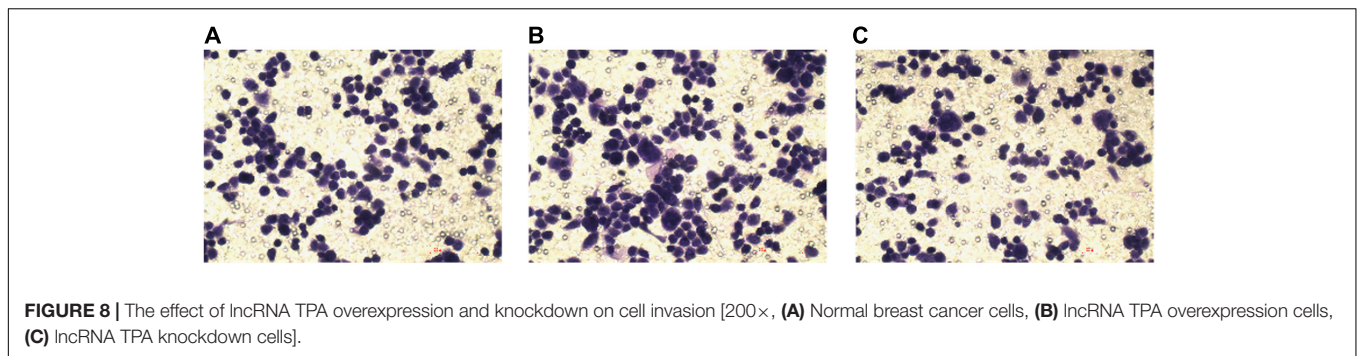 A B C
FIGURE 8 | The effect of lncRNA TPA overexpression and knockdown on cell invasion [200×, (A) Normal breast cancer cells, (B) lncRNA TPA overexpression cells,
(C) lncRNA TPA knockdown cells].